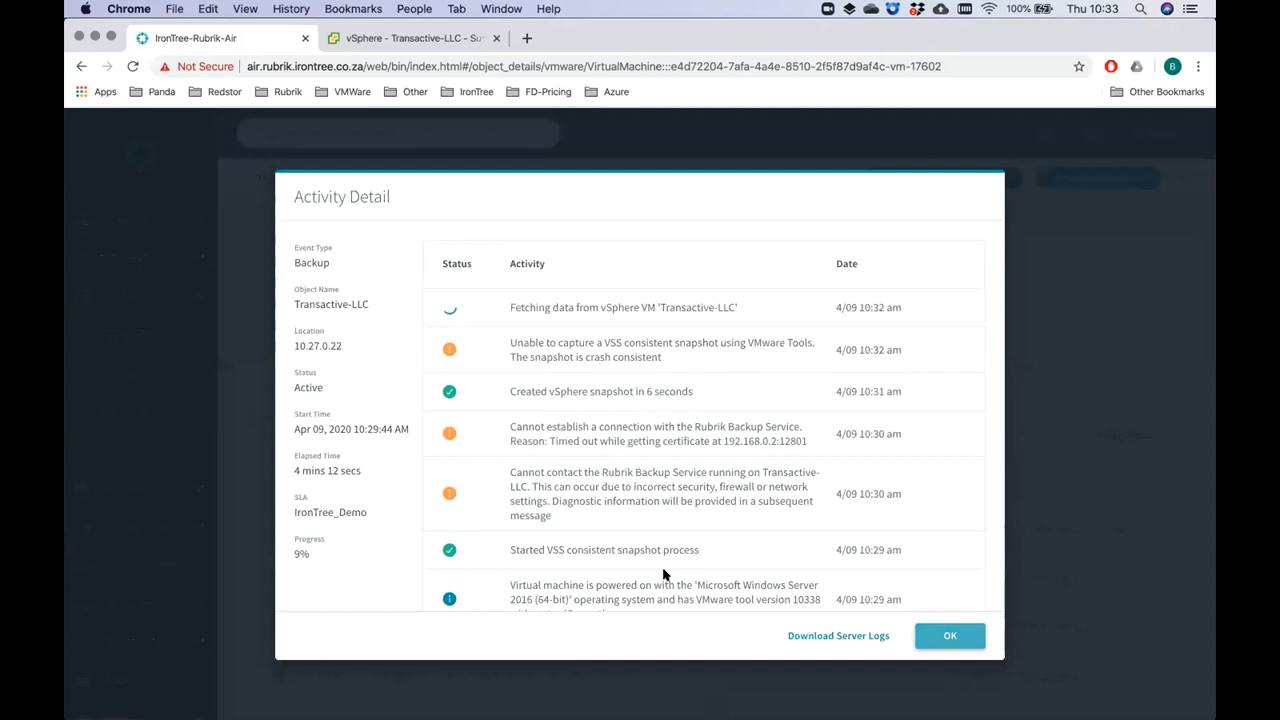 Chrome File Edit View History Bookmarks People Tab Window Help 100% Thu 10:33
IronTree-Rubrik-Air vSphere - Transactive-LLC - Su
Not Secure air.rubrik.irontree.co.za/web/bin/index.html#/object_details/vmware/VirtualMachine:::e4d72204-7afa-4a4e-8510-2f5f87d9af4c-vm-17602 B
Apps Panda Redstor Rubrik VMWare Other IronTree FD-Pricing Azure Other Bookmarks
Activity Detail
Event Type
Backup
Object Name
Transactive-LLC
Location
10.27.0.22
Status
Active
Start Time
Apr 09, 2020 10:29:44 AM
Elapsed Time
4 mins 12 secs
SLA
IronTree_Demo
Progress
9%
Status Activity Date
Fetching data from vSphere VM 'Transactive-LLC' 4/09 10:32 am
Unable to capture a VSS consistent snapshot using VMware Tools.
The snapshot is crash consistent 4/09 10:32 am
Created vSphere snapshot in 6 seconds 4/09 10:31 am
Cannot establish a connection with the Rubrik Backup Service.
Reason: Timed out while getting certificate at 192.168.0.2:12801 4/09 10:30 am
Cannot contact the Rubrik Backup Service running on Transactive-
LLC. This can occur due to incorrect security, firewall or network
settings. Diagnostic information will be provided in a subsequent
message 4/09 10:30 am
Started VSS consistent snapshot process 4/09 10:29 am
Virtual machine is powered on with the 'Microsoft Windows Server
2016 (64-bit)' operating system and has VMware tool version 10338 4/09 10:29 am
Download Server Logs OK